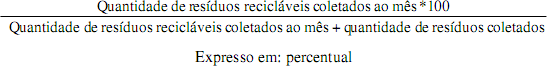 Quantidade de resíduos recicláveis coletados ao mês * 100
Quantidade de resíduos recicláveis coletados ao mês + quantidade de resíduos coletados
Expresso em: percentual